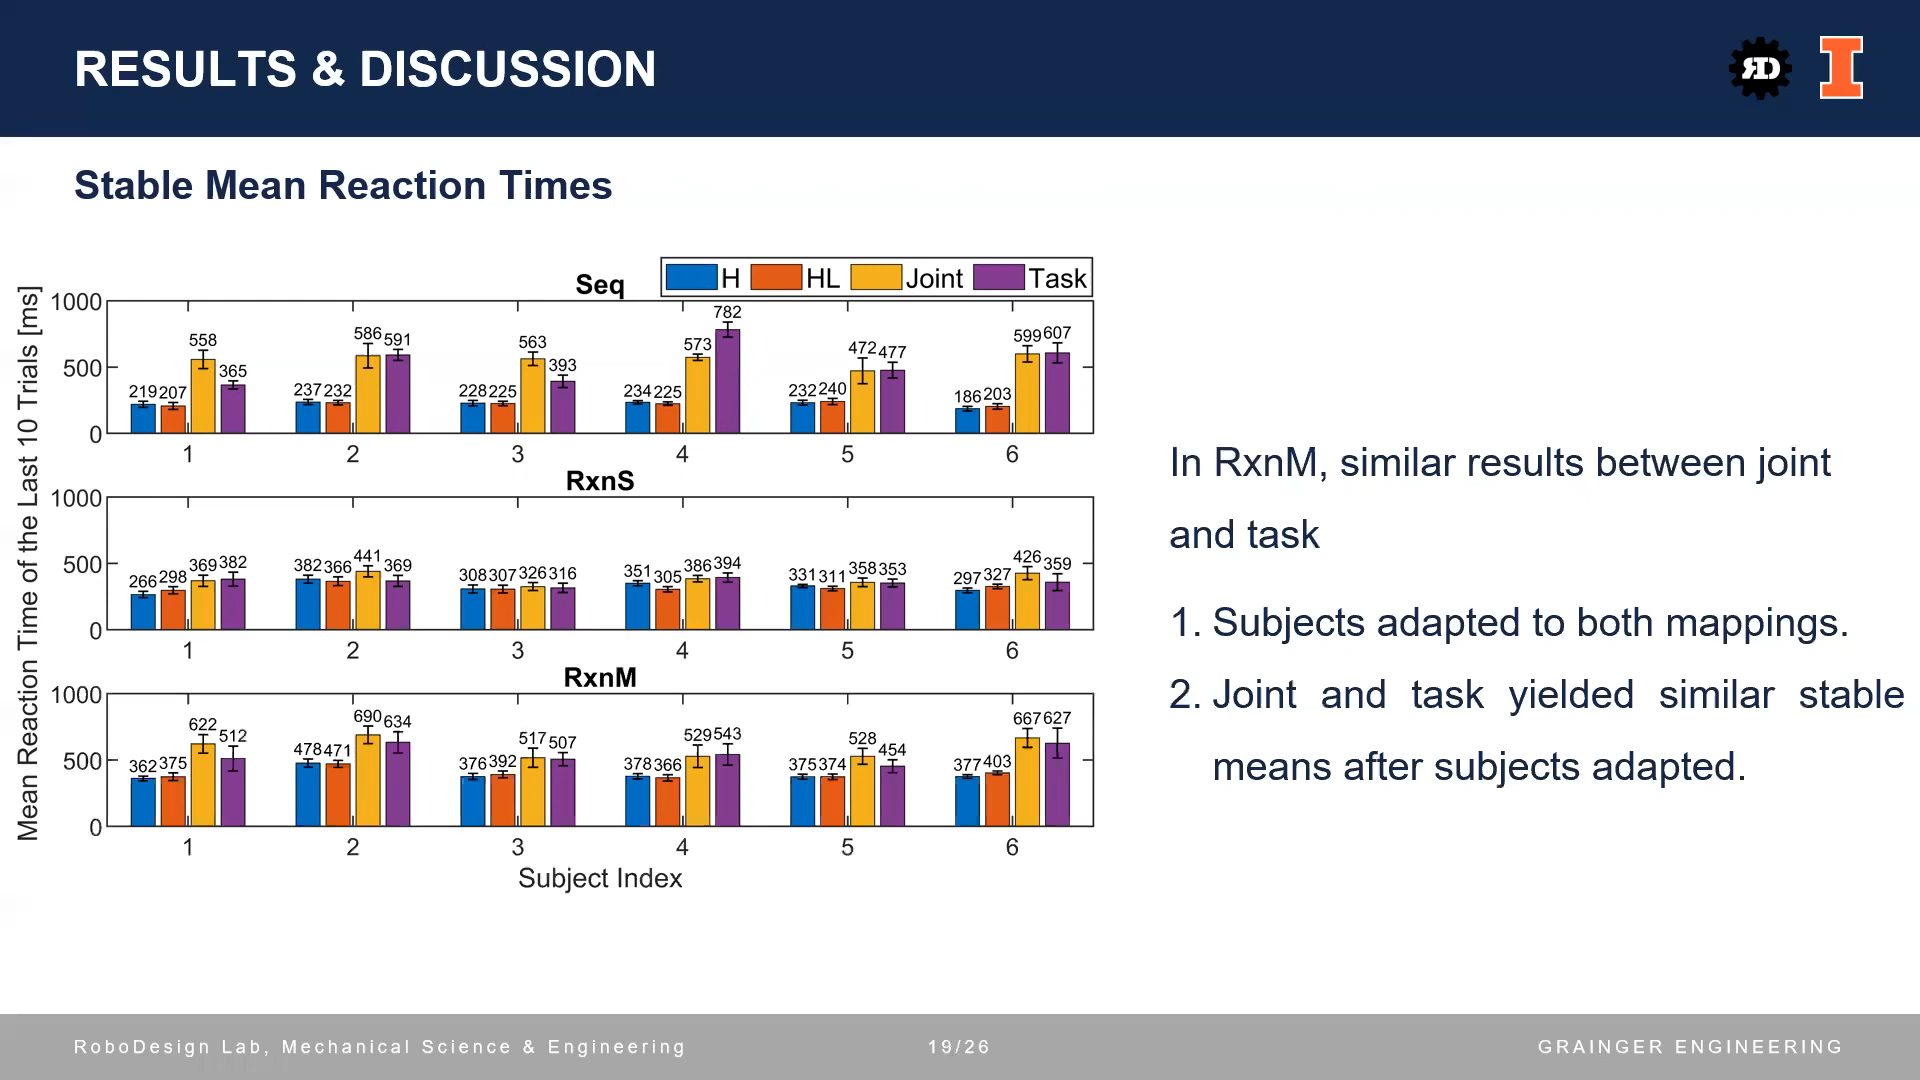 RESULTS & DISCUSSION
RD
I
Stable Mean Reaction Times
Mean Reaction Time of the Last 10 Trials [ms]
Seq
H HL Joint Task
1000
500
0
219 207 558 365
237 232 586 591
228 225 563 393
234 225 573 782
232 240 472 477
186 203 599 607
1 2 3 4 5 6
RxnS
1000
500
0
266 298 369 382
382 366 441 369
308 307 326 316
351 305 386 394
331 311 358 353
297 327 426 359
1 2 3 4 5 6
RxnM
1000
500
0
362 375 622 512
478 471 690 634
376 392 517 507
378 366 529 543
375 374 528 454
377 403 667 627
1 2 3 4 5 6
Subject Index
In RxnM, similar results between joint
and task
1. Subjects adapted to both mappings.
2. Joint and task yielded similar stable
means after subjects adapted.
RoboDesign Lab, Mechanical Science & Engineering
19/26
GRAINGER ENGINEERING